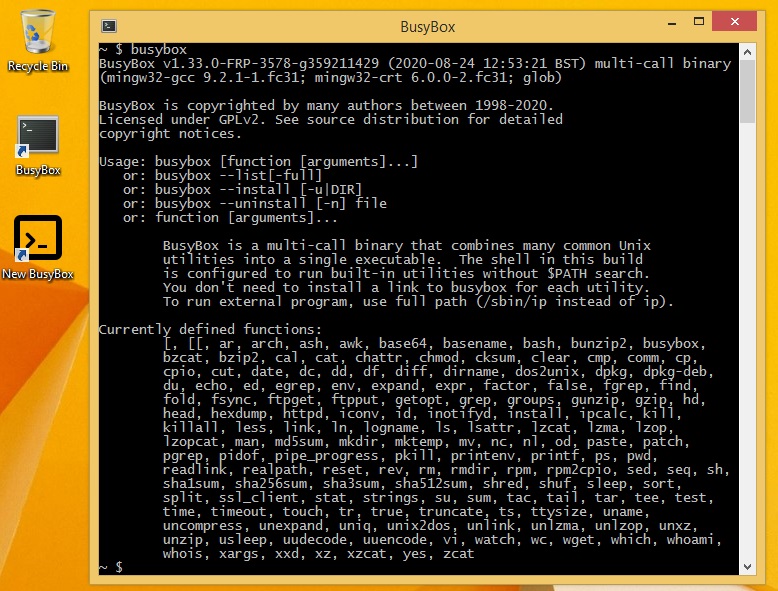 Recycle Bin
BusyBox
New BusyBox
BusyBox
~ $ busybox
BusyBox v1.33.0-FRP-3578-g359211429 (2020-08-24 12:53:21 BST) multi-call binary
(mingw32-gcc 9.2.1-1.fc31; mingw32-crt 6.0.0-2.fc31; glob)
BusyBox is copyrighted by many authors between 1998-2020.
Licensed under GPLv2. See source distribution for detailed
copyright notices.
Usage: busybox [function [arguments]...]
or: busybox --list[-full]
or: busybox --install [-u|DIR]
or: busybox --uninstall [-n] file
or: function [arguments]...
BusyBox is a multi-call binary that combines many common Unix
utilities into a single executable.  The shell in this build
is configured to run built-in utilities without $PATH search.
You don't need to install a link to busybox for each utility.
To run external program, use full path (/sbin/ip instead of ip).
Currently defined functions:
[, [[, ar, arch, ash, awk, base64, basename, bash, bunzip2, busybox,
bzcat, bzip2, cal, cat, chattr, chmod, cksum, clear, cmp, comm, cp,
cpio, cut, date, dc, dd, df, diff, dirname, dos2unix, dpkg, dpkg-deb,
du, echo, ed, egrep, env, expand, expr, factor, false, fgrep, find,
fold, fsync, ftpget, ftpput, getopt, grep, groups, gunzip, gzip, hd,
head, hexdump, httpd, iconv, id, inotifyd, install, ipcalc, kill,
killall, less, link, ln, logname, ls, lsattr, lzcat, lzma, lzop,
lzopcat, man, md5sum, mkdir, mktemp, mv, nc, nl, od, paste, patch,
pgrep, pidof, pipe_progress, pkill, printenv, printf, ps, pwd,
readlink, realpath, reset, rev, rm, rmdir, rpm, rpm2cpio, sed, seq, sh,
sha1sum, sha256sum, sha3sum, sha512sum, shred, shuf, sleep, sort,
split, ssl_client, stat, strings, su, sum, tac, tail, tar, tee, test,
time, timeout, touch, tr, true, truncate, ts, ttysize, uname,
uncompress, unexpand, uniq, unix2dos, unlink, unlzma, unlzop, unxz,
unzip, usleep, uudecode, uuencode, vi, watch, wc, wget, which, whoami,
whois, xargs, xxd, xz, xzcat, yes, zcat
~ $